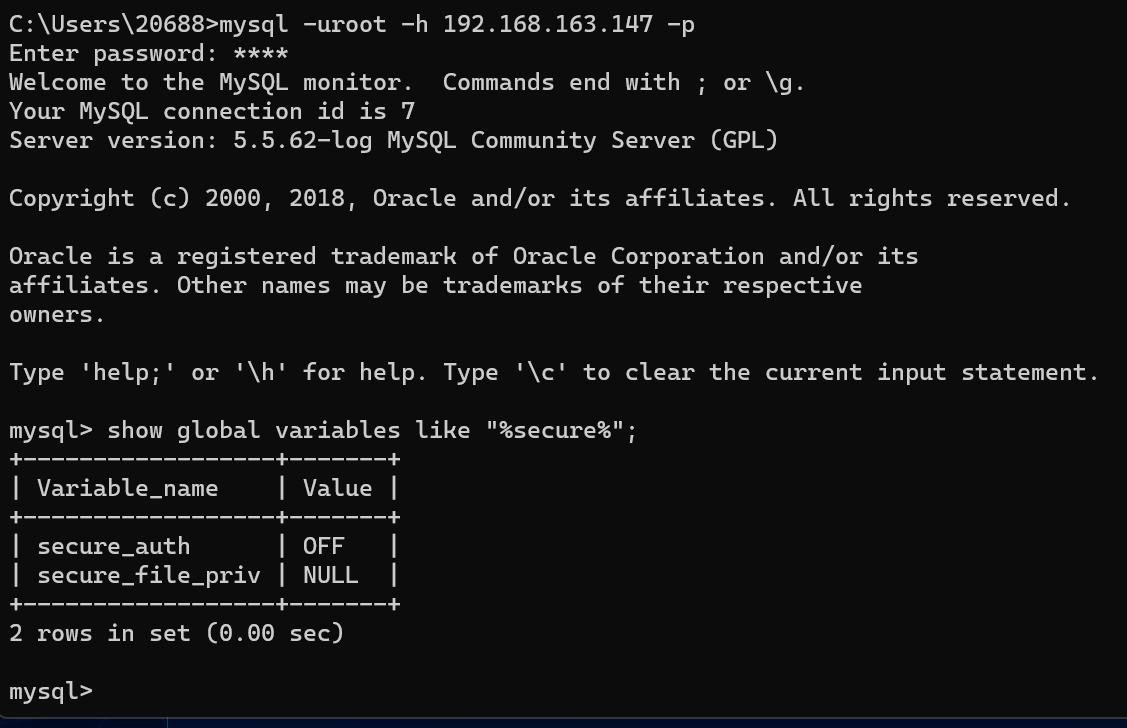 C:\Users\20688>mysql -uroot -h 192.168.163.147 -p
Enter password: ****
Welcome to the MySQL monitor.  Commands end with ; or \g.
Your MySQL connection id is 7
Server version: 5.5.62-log MySQL Community Server (GPL)
Copyright (c) 2000, 2018, Oracle and/or its affiliates. All rights reserved.
Oracle is a registered trademark of Oracle Corporation and/or its
affiliates. Other names may be trademarks of their respective
owners.
Type 'help;' or '\h' for help. Type '\c' to clear the current input statement.
mysql> show global variables like "%secure%";
+------------------+-------+
| Variable_name    | Value |
+------------------+-------+
| secure_auth      | OFF   |
| secure_file_priv | NULL  |
+------------------+-------+
2 rows in set (0.00 sec)
mysql>